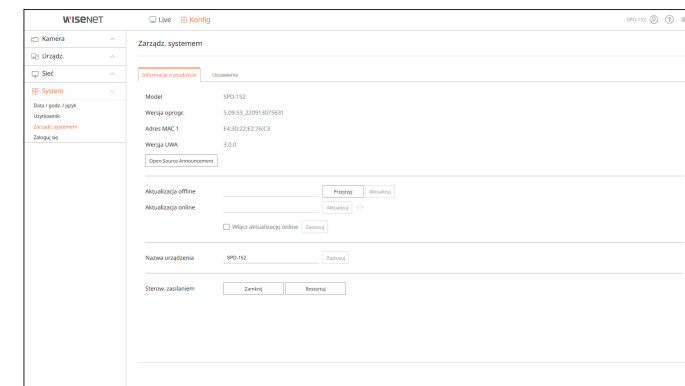 WISENET
Live Konfig
SPD-152
Kamera
Urządz.
Sieć
System
Data / godz. / język
Użytkownik
Zarządz. systemem
Zaloguj się
Zarządz. systemem
Informacje o produkcie Ustawienia
Model SPD-152
Wersja oprogr. 5.09.53_220913075631
Adres MAC 1 E4:30:22:E2:76:C3
Wersja UWA 3.0.0
Open Source Announcement
Aktualizacja offline Przejrzyj Aktualizuj
Aktualizacja online Aktualizuj
Włącz aktualizację online Zastosuj
Nazwa urządzenia SPD-152 Zastosuj
Sterow. zasilaniem Zamknij Restartuj